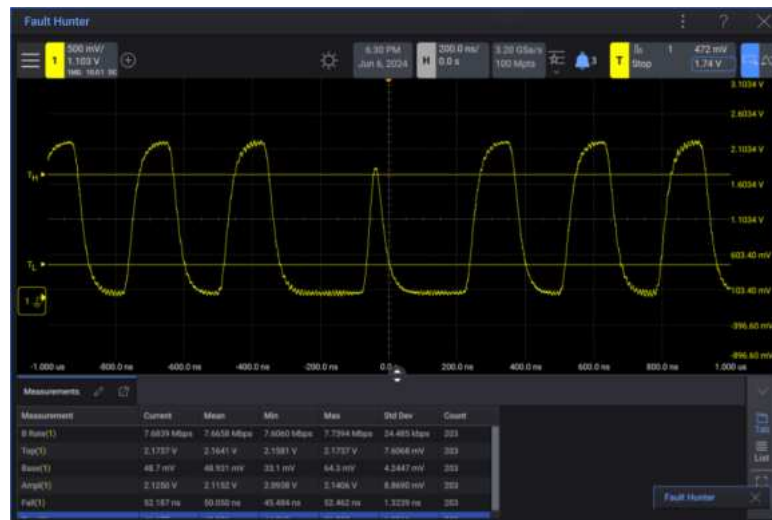 Fault Hunter
?
1
500 mV/
1.103 V
6:30 PM
Jun 6, 2024
H
200.0 ns/
0.0 s
3.20 GSa/s
100 Mpts
3
T
1
Stop
472 mV
1.74 V
3.1034 V
2.6034 V
2.1034 V
1.6034 V
1.1034 V
603.40 mV
103.40 mV
-396.60 mV
-896.60 mV
TH
TL
1
-1.000 us -800.0 ns -600.0 ns -400.0 ns -200.0 ns 0.0 200.0 ns 400.0 ns 600.0 ns 800.0 ns 1.000 us
Measurements
Measurement Current Mean Min Max Std Dev Count
B Rate(1) 7.6839 Mbps 7.6658 Mbps 7.6060 Mbps 7.7394 Mbps 24.485 kbps 203
Top(1) 2.1737 V 2.1641 V 2.1581 V 2.1737 V 7.6068 mV 203
Base(1) 48.7 mV 48.931 mV 33.1 mV 64.3 mV 4.2447 mV 203
Ampl(1) 2.1250 V 2.1152 V 2.0938 V 2.1406 V 8.8690 mV 203
Fall(1) 52.187 ns 50.050 ns 45.484 ns 52.462 ns 1.3239 ns 203
Tab
List
Fault Hunter